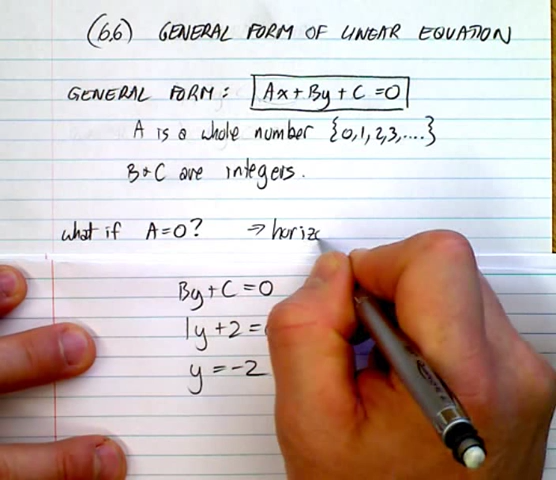 (6.6) GENERAL FORM OF LINEAR EQUATION
GENERAL FORM: Ax + By + C = 0
A is a whole number {0,1,2,3,....}
B & C are integers.
what if A=0? ⇒ horizo
By + C = 0
1y + 2 =
y = -2